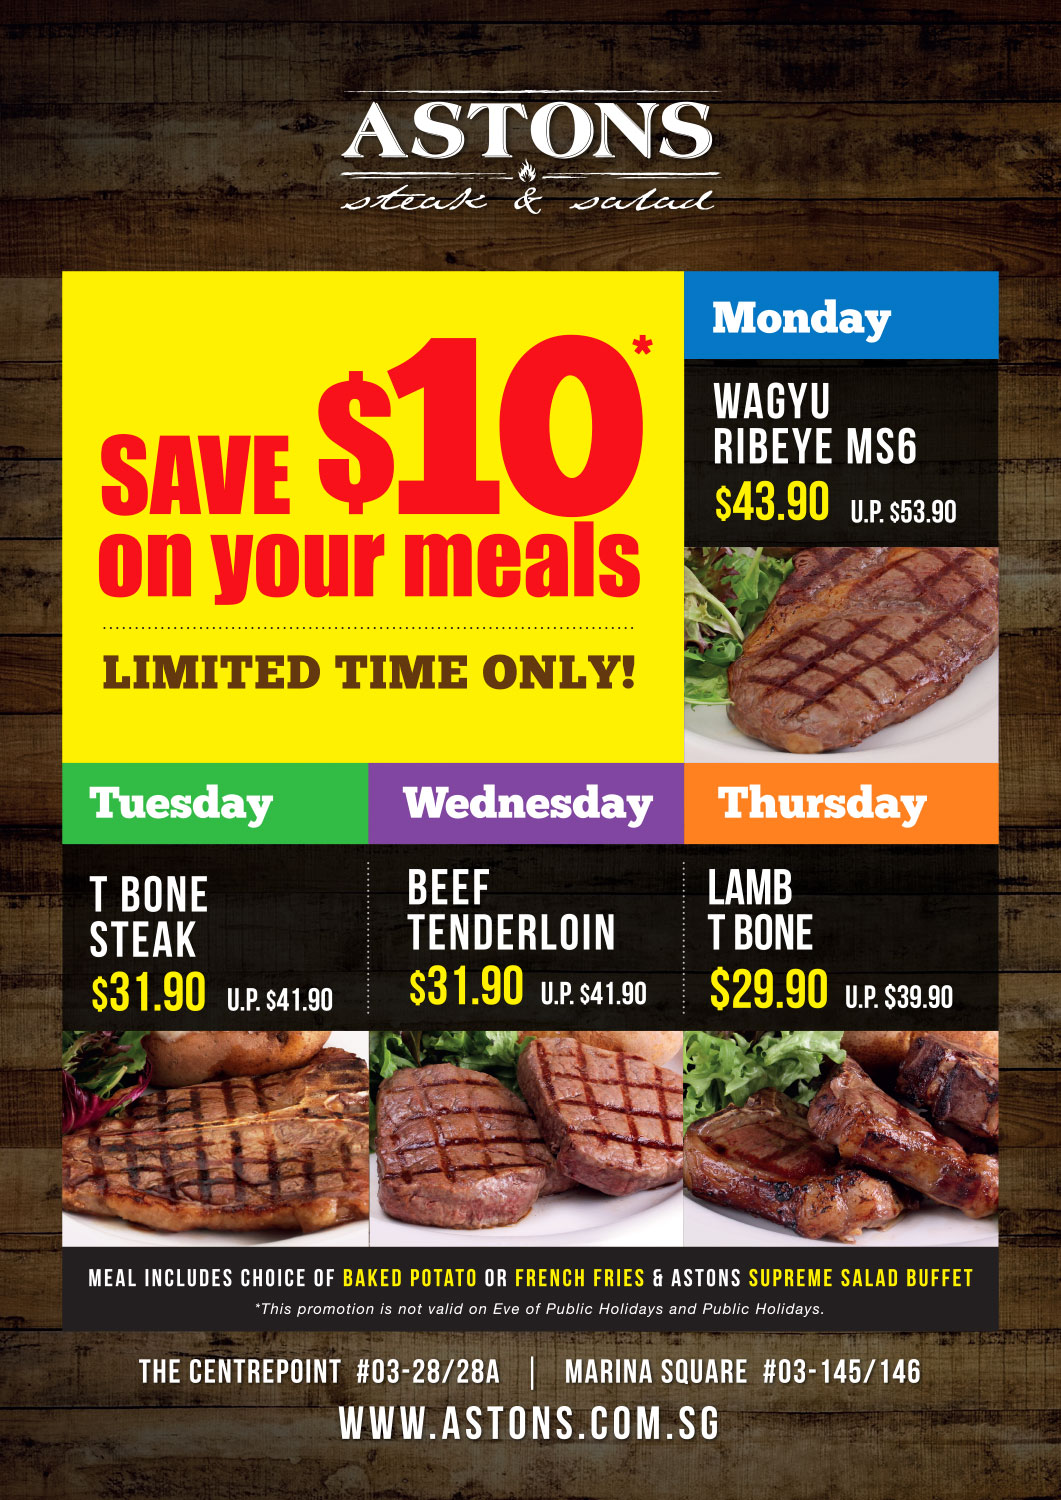 ASTONS
steak & salad
SAVE $10*
on your meals
LIMITED TIME ONLY!
Monday
WAGYU
RIBEYE MS6
$43.90 U.P. $53.90
Tuesday
T BONE
STEAK
$31.90 U.P. $41.90
Wednesday
BEEF
TENDERLOIN
$31.90 U.P. $41.90
Thursday
LAMB
T BONE
$29.90 U.P. $39.90
MEAL INCLUDES CHOICE OF BAKED POTATO OR FRENCH FRIES & ASTONS SUPREME SALAD BUFFET
*This promotion is not valid on Eve of Public Holidays and Public Holidays.
THE CENTREPOINT #03-28/28A | MARINA SQUARE #03-145/146
WWW.ASTONS.COM.SG